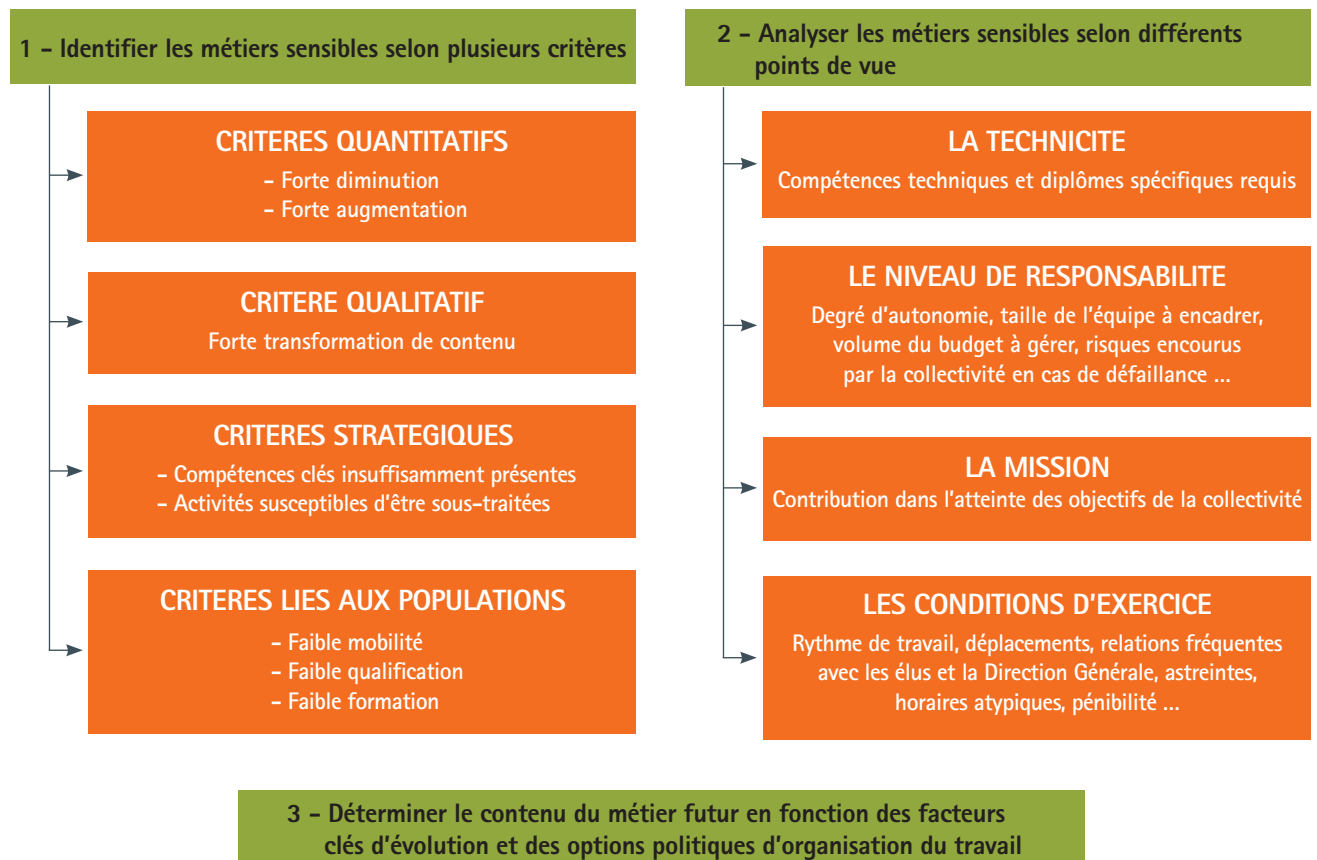 1 - Identifier les métiers sensibles selon plusieurs critères
CRITERES QUANTITATIFS
- Forte diminution
- Forte augmentation
CRITERE QUALITATIF
Forte transformation de contenu
CRITERES STRATEGIQUES
- Compétences clés insuffisamment présentes
- Activités susceptibles d'être sous-traitées
CRITERES LIES AUX POPULATIONS
- Faible mobilité
- Faible qualification
- Faible formation
2 - Analyser les métiers sensibles selon différents
points de vue
LA TECHNICITE
Compétences techniques et diplômes spécifiques requis
LE NIVEAU DE RESPONSABILITE
Degré d'autonomie, taille de l'équipe à encadrer,
volume du budget à gérer, risques encourus
par la collectivité en cas de défaillance ...
LA MISSION
Contribution dans l'atteinte des objectifs de la collectivité
LES CONDITIONS D'EXERCICE
Rythme de travail, déplacements, relations fréquentes
avec les élus et la Direction Générale, astreintes,
horaires atypiques, pénibilité ...
3 - Déterminer le contenu du métier futur en fonction des facteurs
clés d'évolution et des options politiques d'organisation du travail